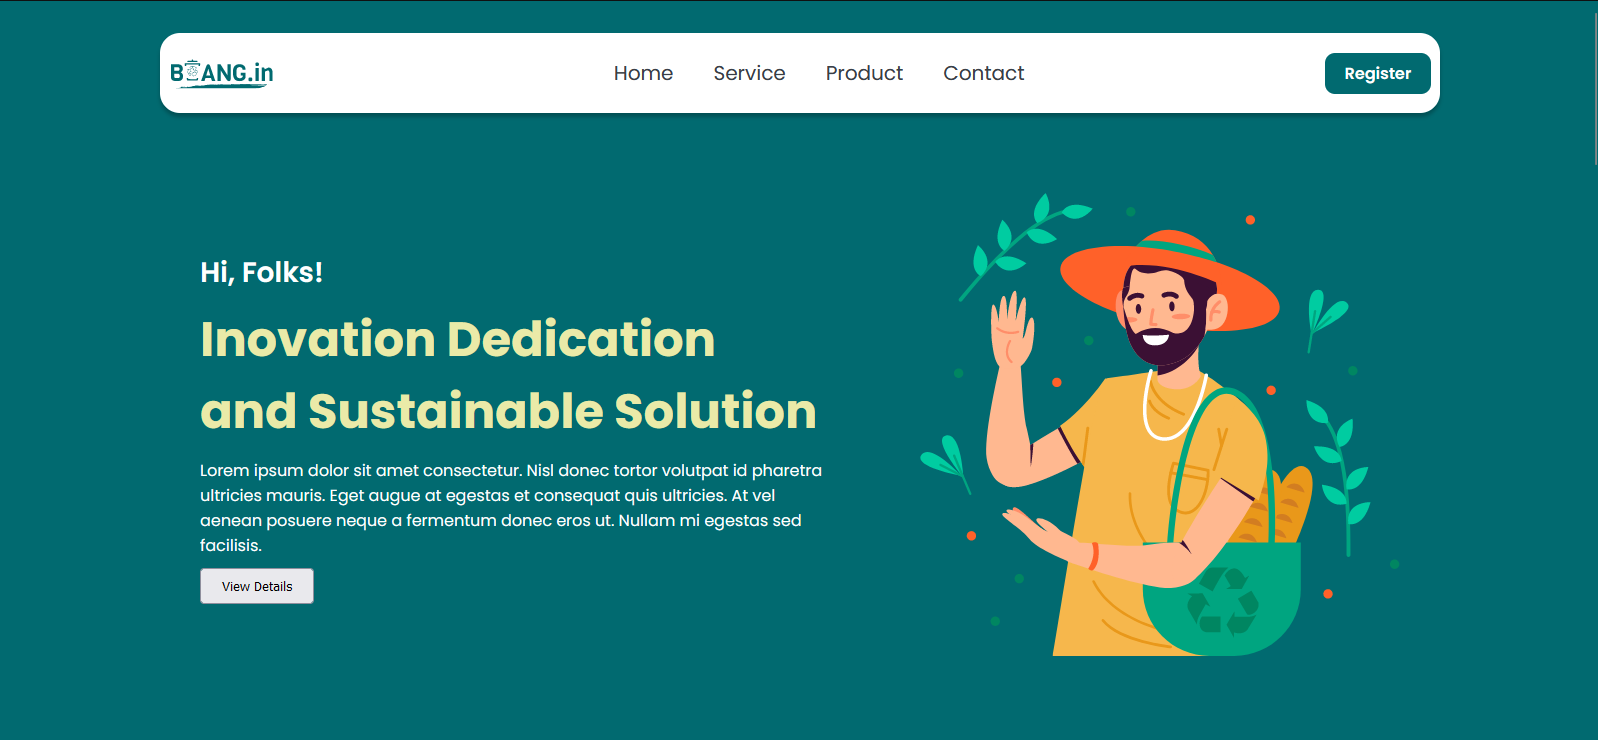 BUANG.in
Home Service Product Contact
Register
Hi, Folks!
Inovation Dedication
and Sustainable Solution
Lorem ipsum dolor sit amet consectetur. Nisl donec tortor volutpat id pharetra
ultricies mauris. Eget augue at egestas et consequat quis ultricies. At vel
aenean posuere neque a fermentum donec eros ut. Nullam mi egestas sed
facilisis.
View Details